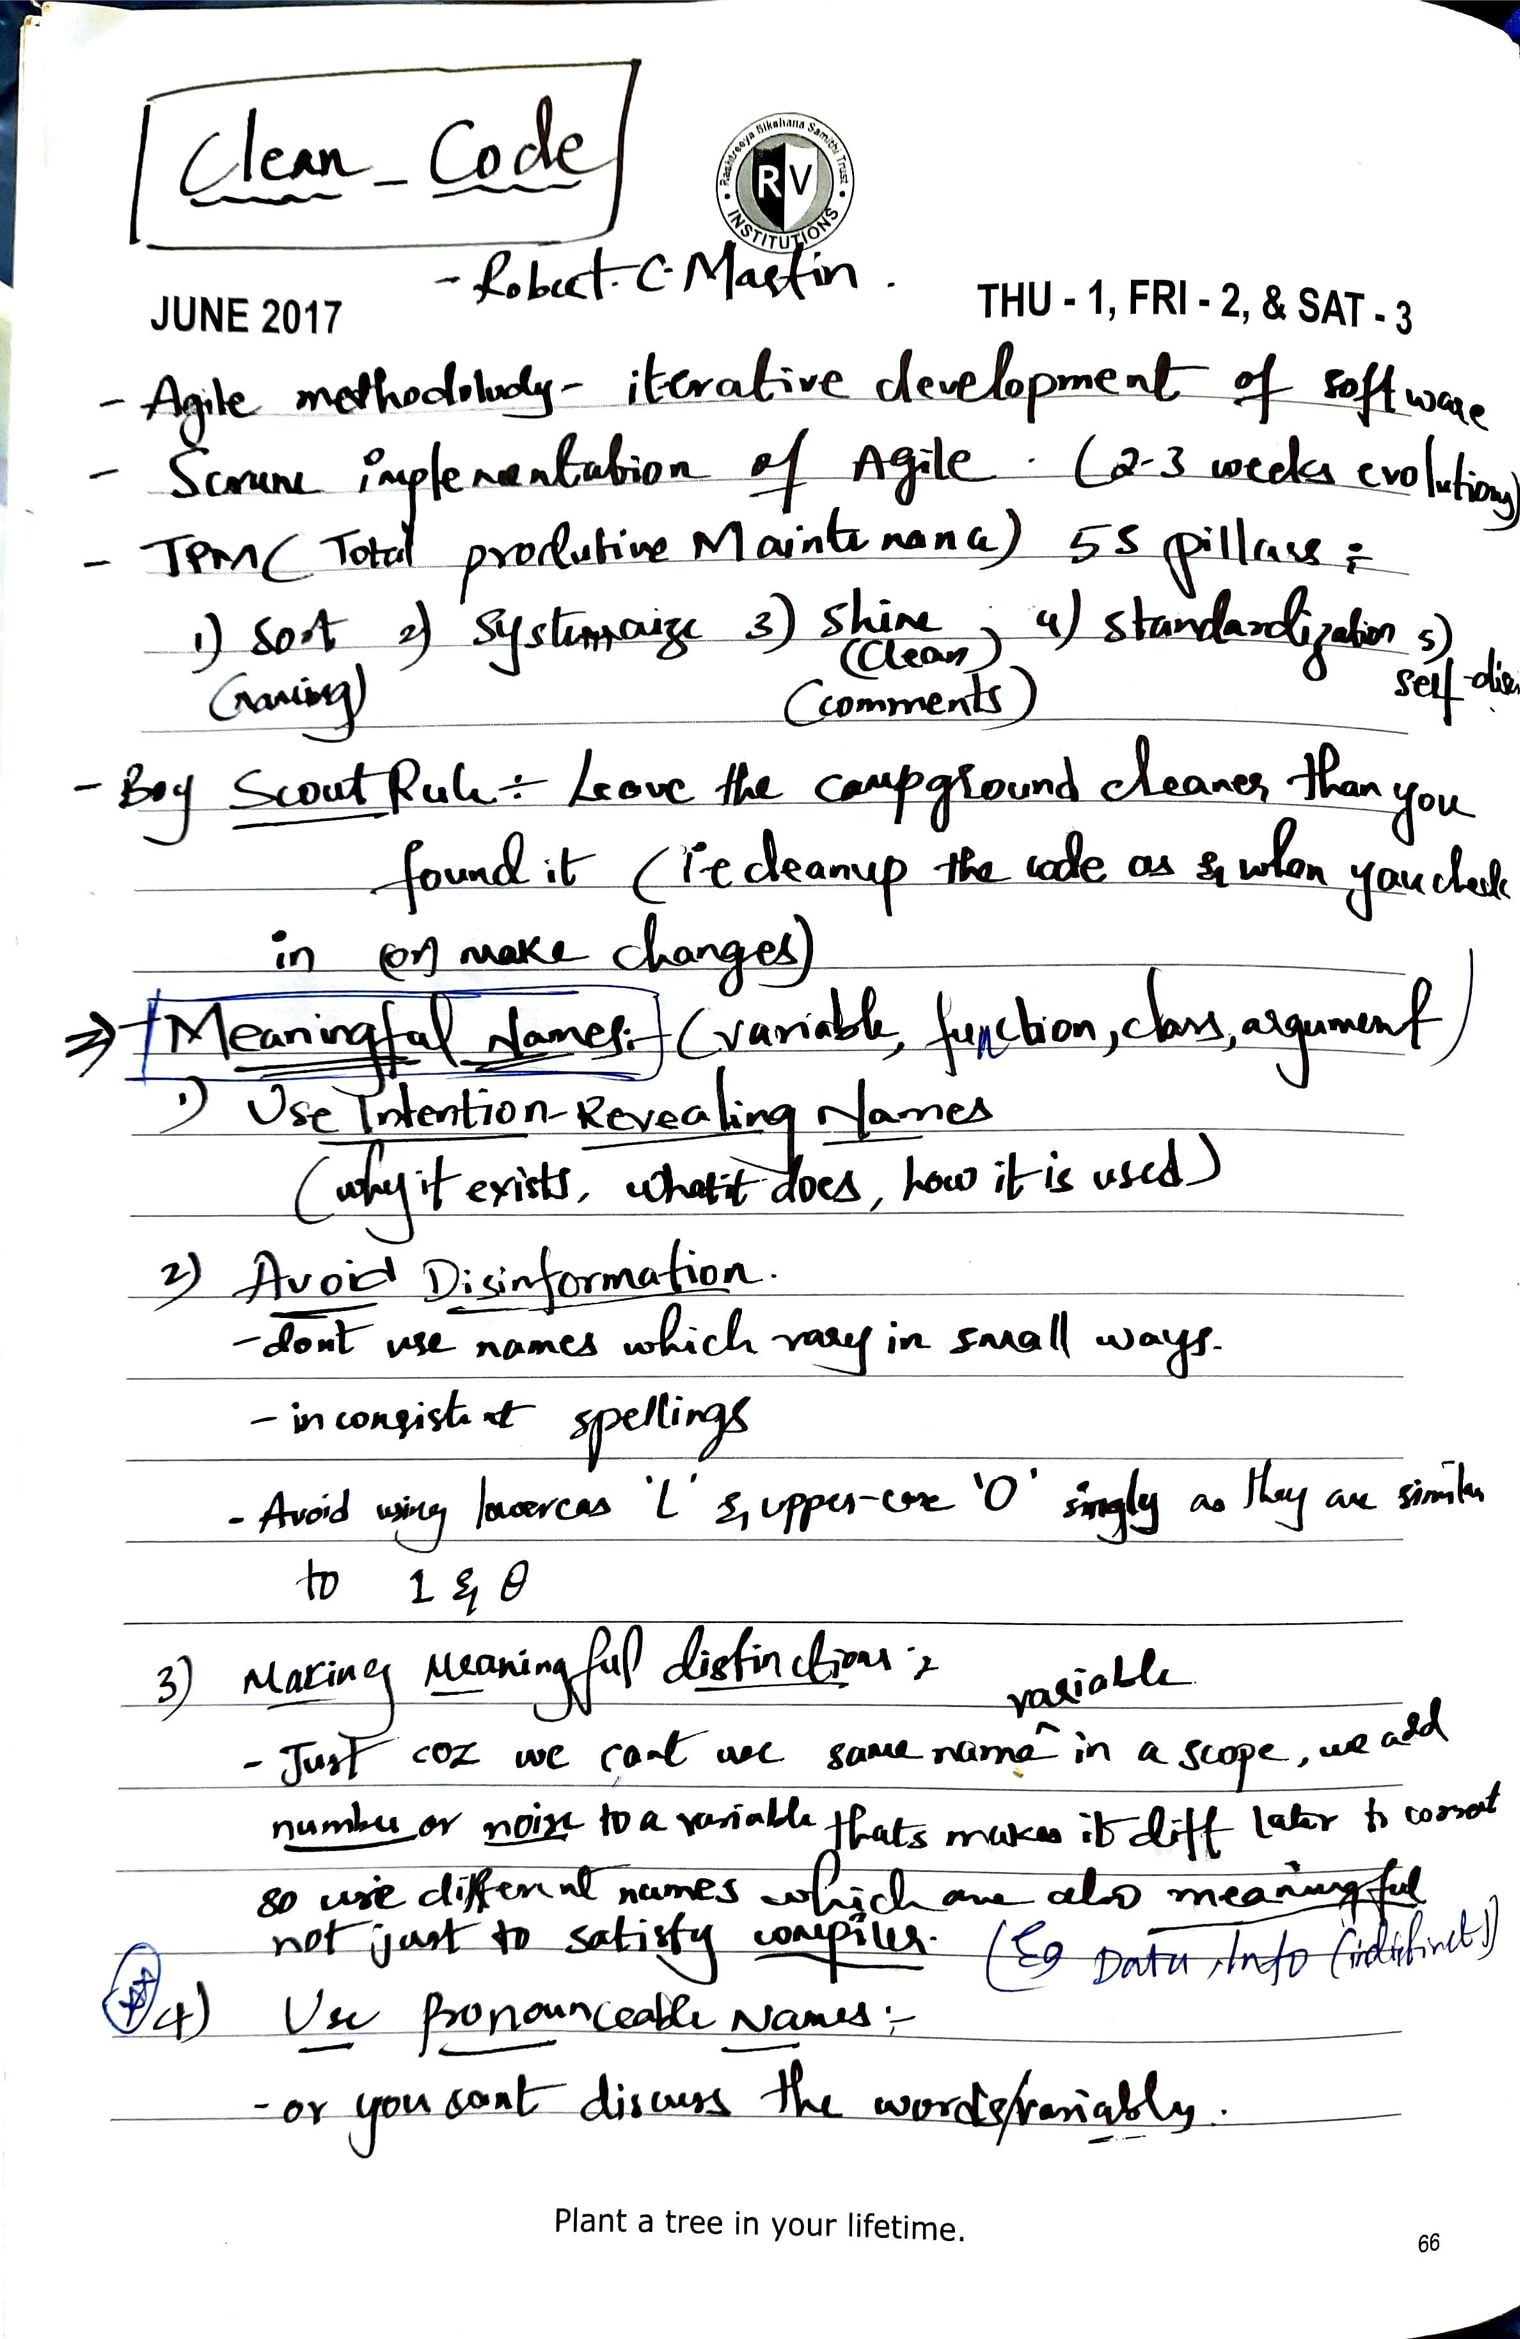 Clean - Code
Rashtreeya Sikshana Samithi Trust
RV
INSTITUTIONS
- Robert. C. Martin.
JUNE 2017
THU - 1, FRI - 2, & SAT - 3
- Agile methodolody - iterative development of software
- Scrum implementation of Agile. (2-3 weeks evolutions)
- TPM (Total produtive Maintenance) 5S pillars :-
1) Sort 2) Systemaize 3) Shine , 4) standardization 5)
(Clean)
self-dis
(naming) (comments)
- Boy Scout Rule :- Leave the campground cleaner than you
found it (ie cleanup the code as & when you check
in (or) make changes)
=> Meaningful Names :- (variable, function, class, argument)
1) Use Intention-Revealing Names
(why it exists, what it does, how it is used)
2) Avoid Disinformation.
- dont use names which vary in small ways.
- inconsistent spellings
- Avoid using lowercas 'L' & upper-case 'O' singly as they are similar
to 1 & 0
3) Making Meaningful distinctions :-
variable
- Just coz we cant use same name ^ in a scope, we add
number or noise to a variable thats makes it diff later to correct
so use different names which are also meaningful
not just to satisfy compiler. (Eg Data, Info (indistinct))
4) Use Pronounceable Names :-
- or you cant discuss the words/variably.
Plant a tree in your lifetime.
66